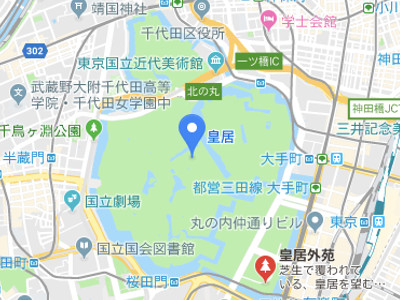 靖国神社
学士会館
千代田区役所
302
東京国立近代美術館
一ツ橋IC
武蔵野大附千代田高等
学院・千代田女学園中
北の丸
神田橋JC
三井記念美
千鳥ヶ淵公園
皇居
半蔵門
大手町
都営三田線 大手町
国立劇場
丸の内仲通りビル
東京
国立国会図書館
皇居外苑
芝生で覆われて
いる、皇居を望む...
田町
桜田門